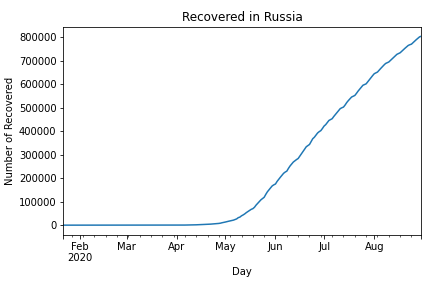 Recovered in Russia
Number of Recovered
800000
700000
600000
500000
400000
300000
200000
100000
0
Feb Mar Apr May Jun Jul Aug
2020
Day